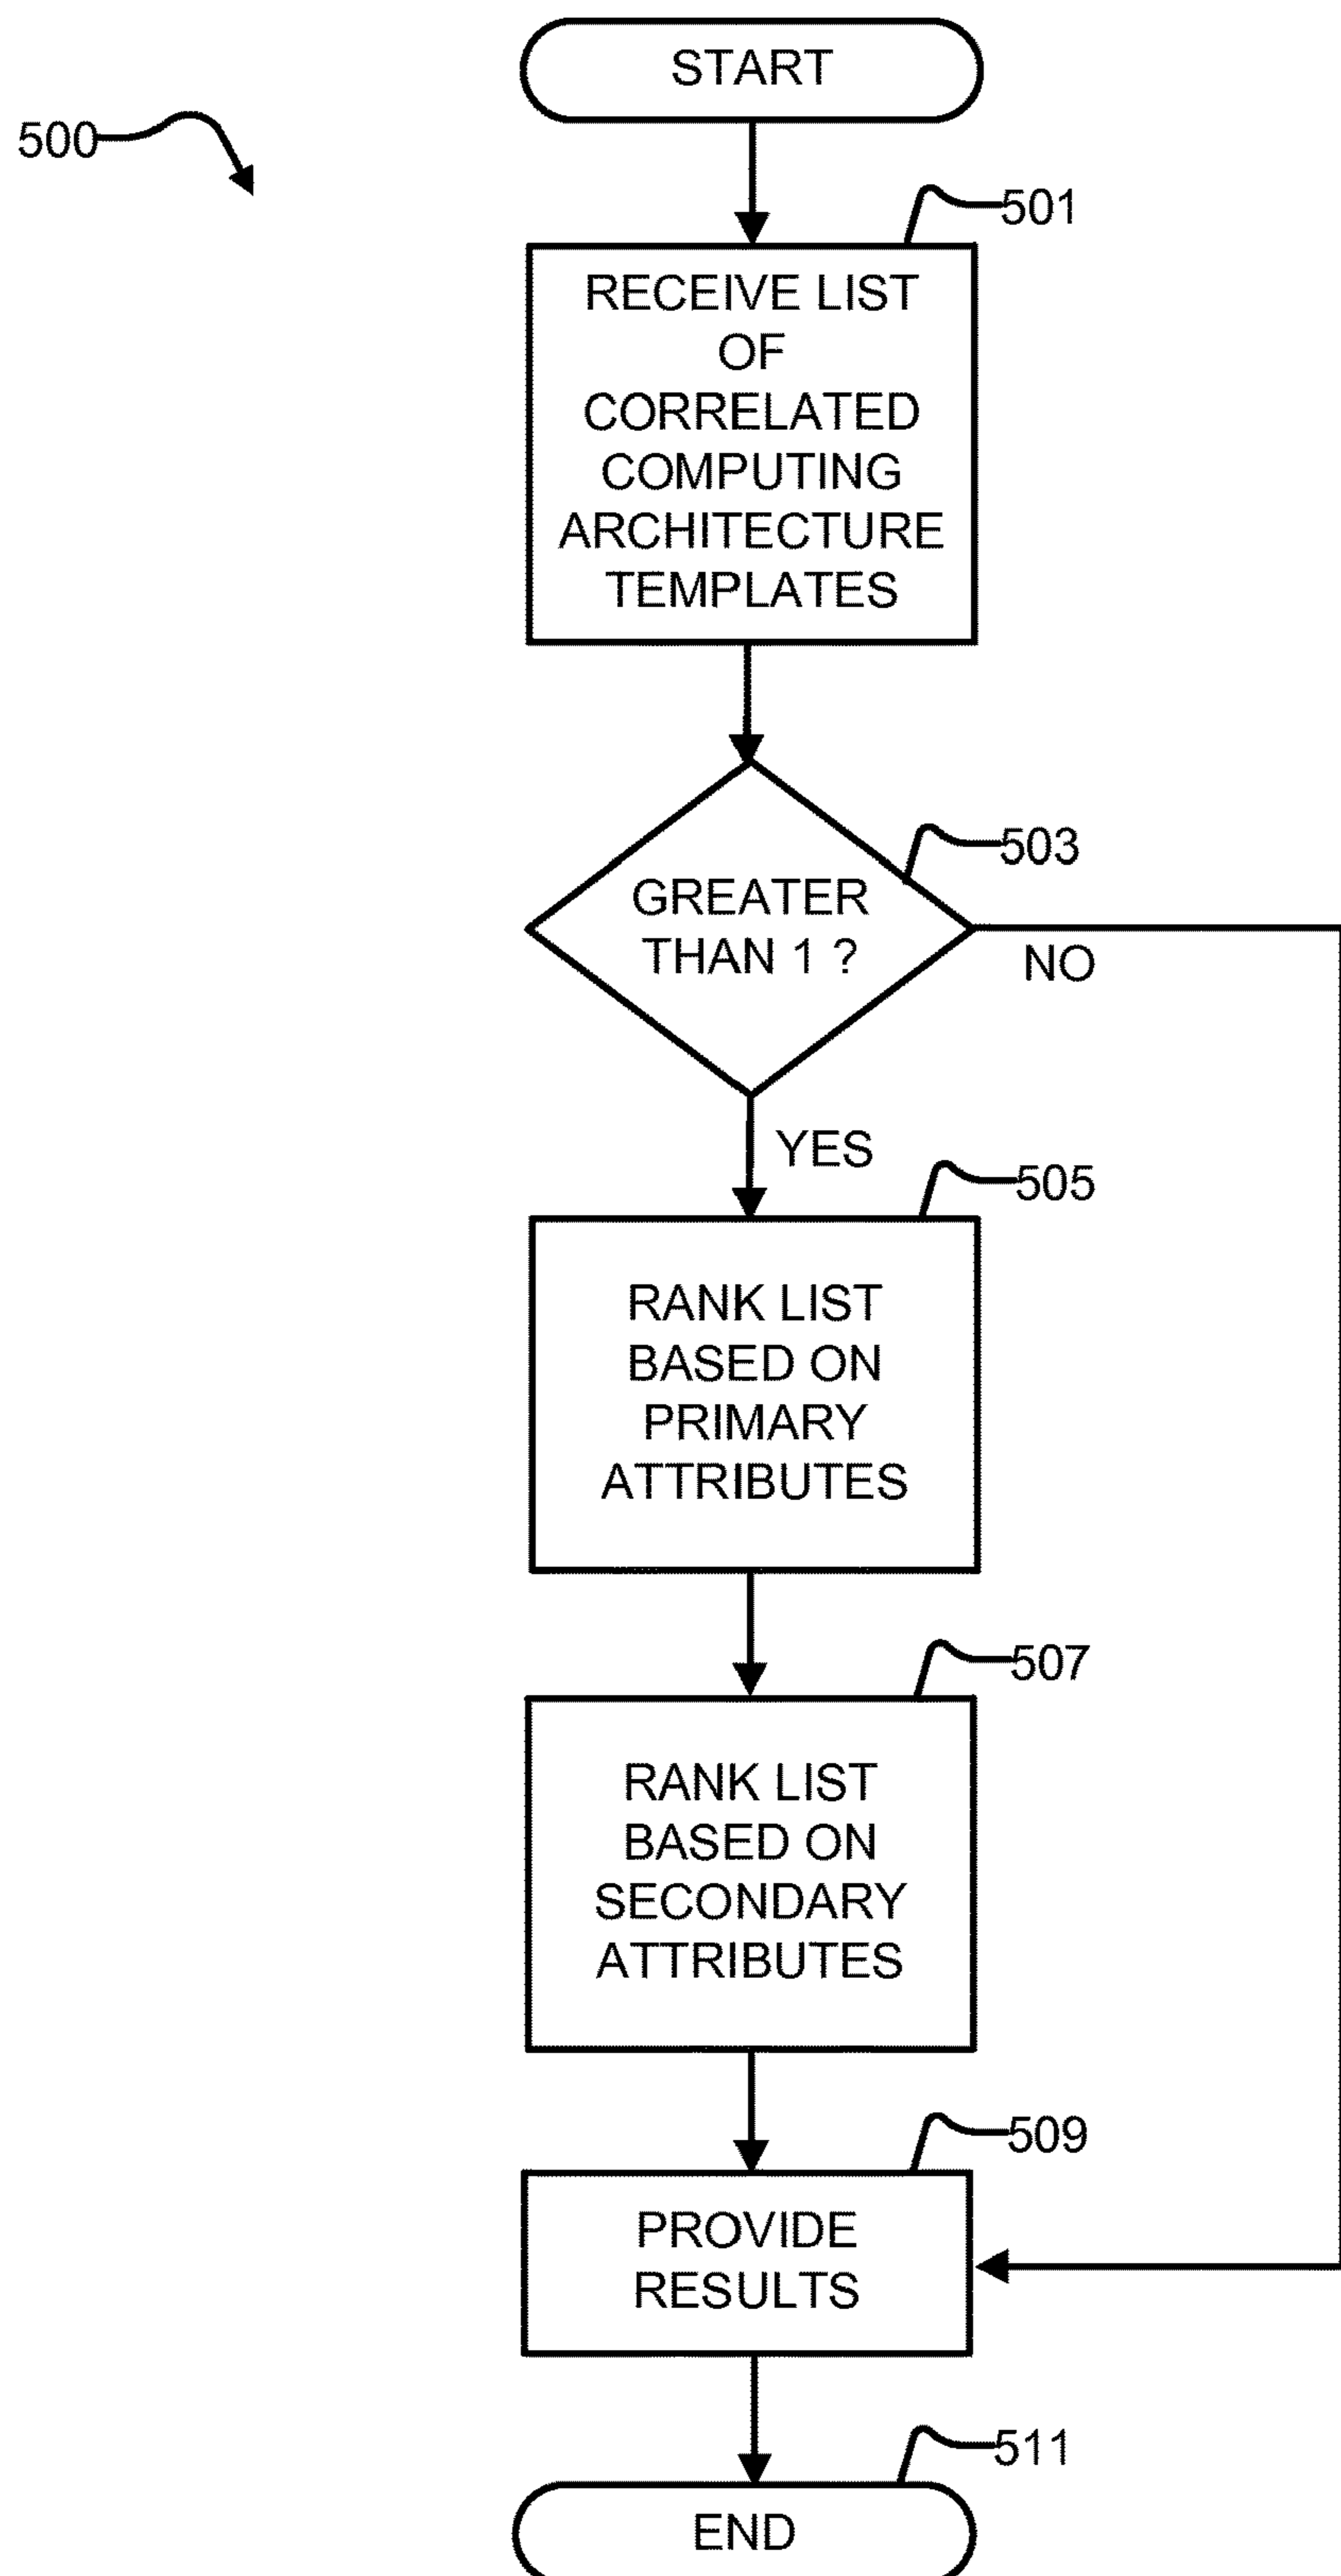 START
500
501
RECEIVE LIST
OF
CORRELATED
COMPUTING
ARCHITECTURE
TEMPLATES
503
GREATER
THAN 1 ?
NO
YES
505
RANK LIST
BASED ON
PRIMARY
ATTRIBUTES
507
RANK LIST
BASED ON
SECONDARY
ATTRIBUTES
509
PROVIDE
RESULTS
511
END